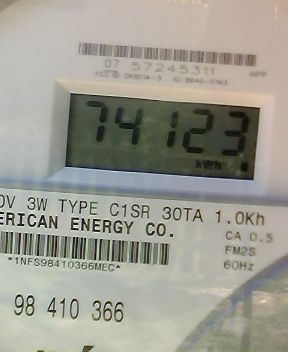 07 57245311
74123
kWh
0V 3W TYPE C1SR 30TA 1.0Kh
ERICAN ENERGY CO.
CA 0.5
FM2S
60Hz
*1NFS98410366MEC*
98 410 366